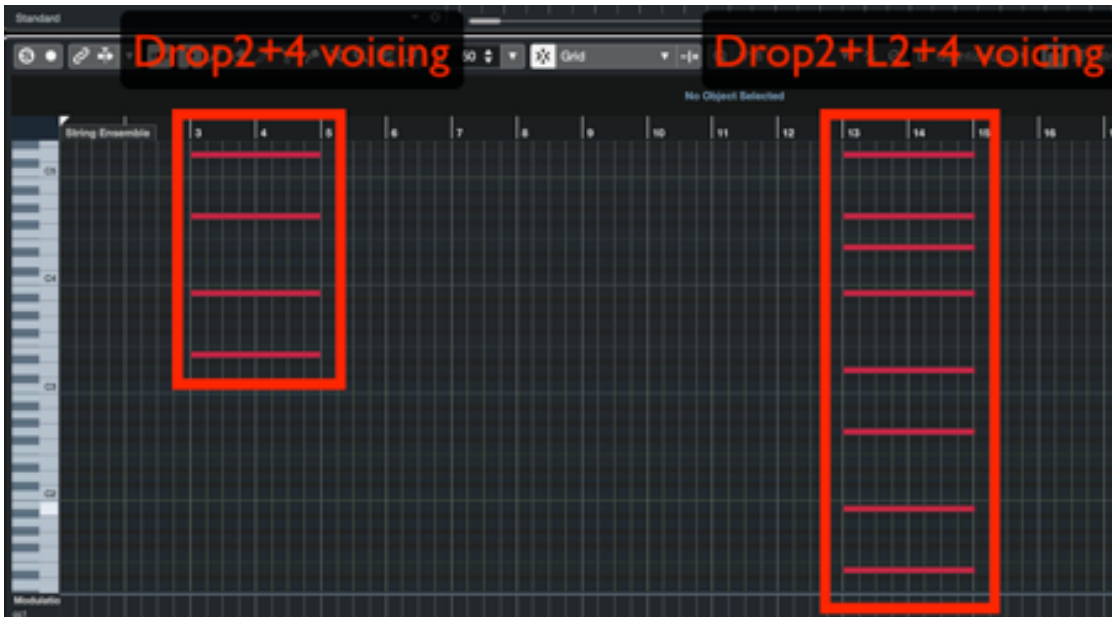 Standard
Drop2+4 voicing
Drop2+L2+4 voicing
Grid
No Object Selected
String Ensemble
3 4 5 6 7 8 9 10 11 12 13 14 15 16
C5
C4
C3
C2
Modulatio